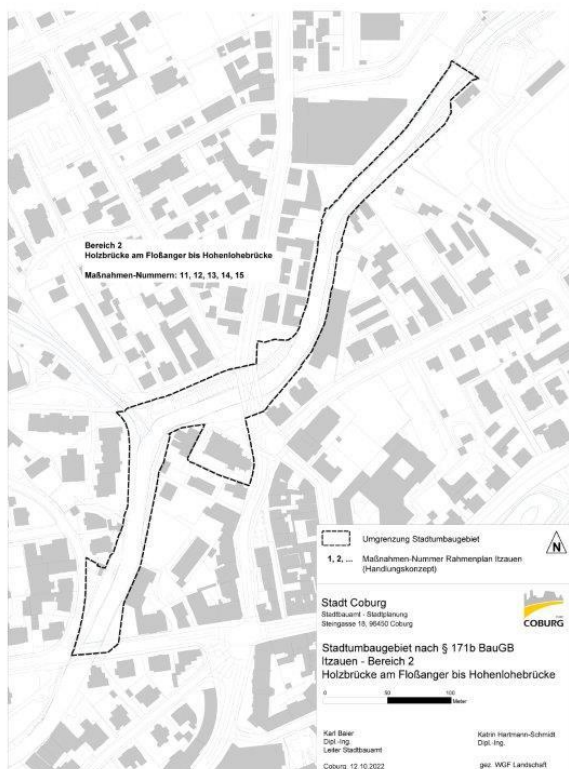 Bereich 2
Holzbrücke am Floßanger bis Hohenlohebrücke
Maßnahmen-Nummern: 11, 12, 13, 14, 15
Umgrenzung Stadtumbaugebiet
N
1, 2, ... Maßnahmen-Nummer Rahmenplan Itzauen
(Handlungskonzept)
Stadt Coburg
Stadtbauamt - Stadtplanung
Steingasse 18, 96450 Coburg
COBURG
Stadtumbaugebiet nach § 171b BauGB
Itzauen - Bereich 2
Holzbrücke am Floßanger bis Hohenlohebrücke
0 50 100
Meter
Karl Baier
Dipl.-Ing.
Leiter Stadtbauamt
Katrin Hartmann-Schmidt
Dipl.-Ing.
Coburg, 12.10.2022
gez. WGF Landschaft